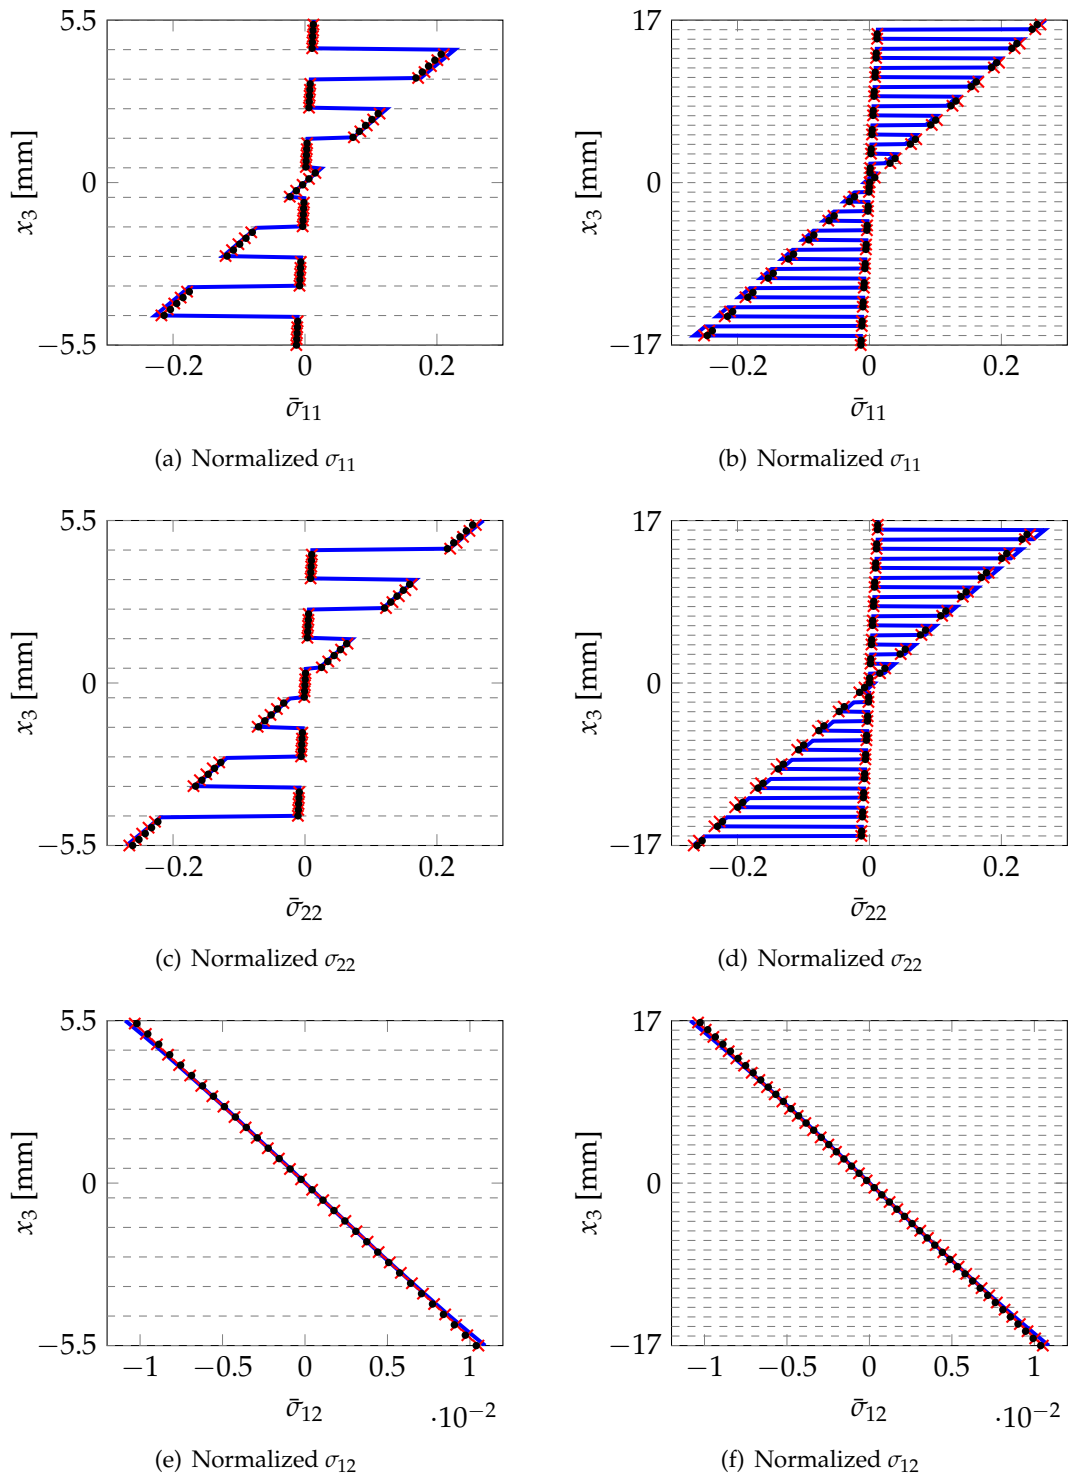 5.5
0
−5.5
x₃ [mm]
−0.2 0 0.2
σ̄₁₁
(a) Normalized σ₁₁
17
0
−17
x₃ [mm]
−0.2 0 0.2
σ̄₁₁
(b) Normalized σ₁₁
5.5
0
−5.5
x₃ [mm]
−0.2 0 0.2
σ̄₂₂
(c) Normalized σ₂₂
17
0
−17
x₃ [mm]
−0.2 0 0.2
σ̄₂₂
(d) Normalized σ₂₂
5.5
0
−5.5
x₃ [mm]
−1 −0.5 0 0.5 1
σ̄₁₂
·10⁻²
(e) Normalized σ₁₂
17
0
−17
x₃ [mm]
−1 −0.5 0 0.5 1
σ̄₁₂
·10⁻²
(f) Normalized σ₁₂